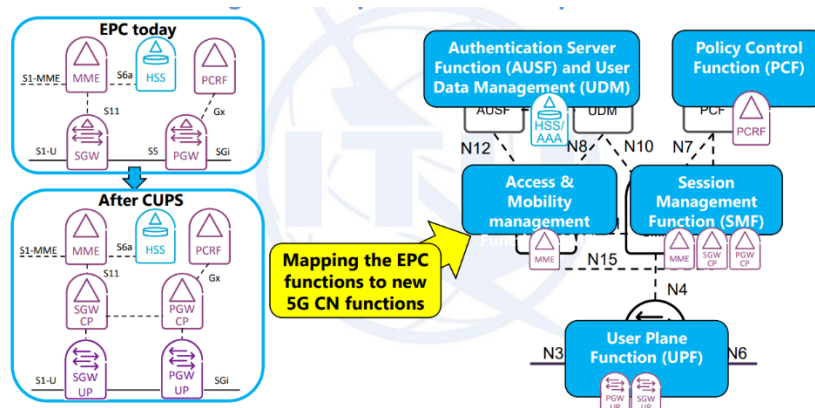 EPC today
S1-MME
MME
S6a
HSS
PCRF
S11
Gx
S1-U
SGW
S5
PGW
SGi
After CUPS
S1-MME
MME
S6a
HSS
PCRF
S11
Gx
SGW
CP
PGW
CP
S1-U
SGW
UP
PGW
UP
SGi
Mapping the EPC
functions to new
5G CN functions
Authentication Server
Function (AUSF) and User
Data Management (UDM)
AUSF
HSS/
AAA
UDM
Policy Control
Function (PCF)
PCF
PCRF
N12
N8
N10
N7
Access &
Mobility
management
MME
Session
Management
Function (SMF)
MME
SGW
CP
PGW
CP
N15
N4
User Plane
Function (UPF)
N3
N6
PGW
UP
SGW
UP